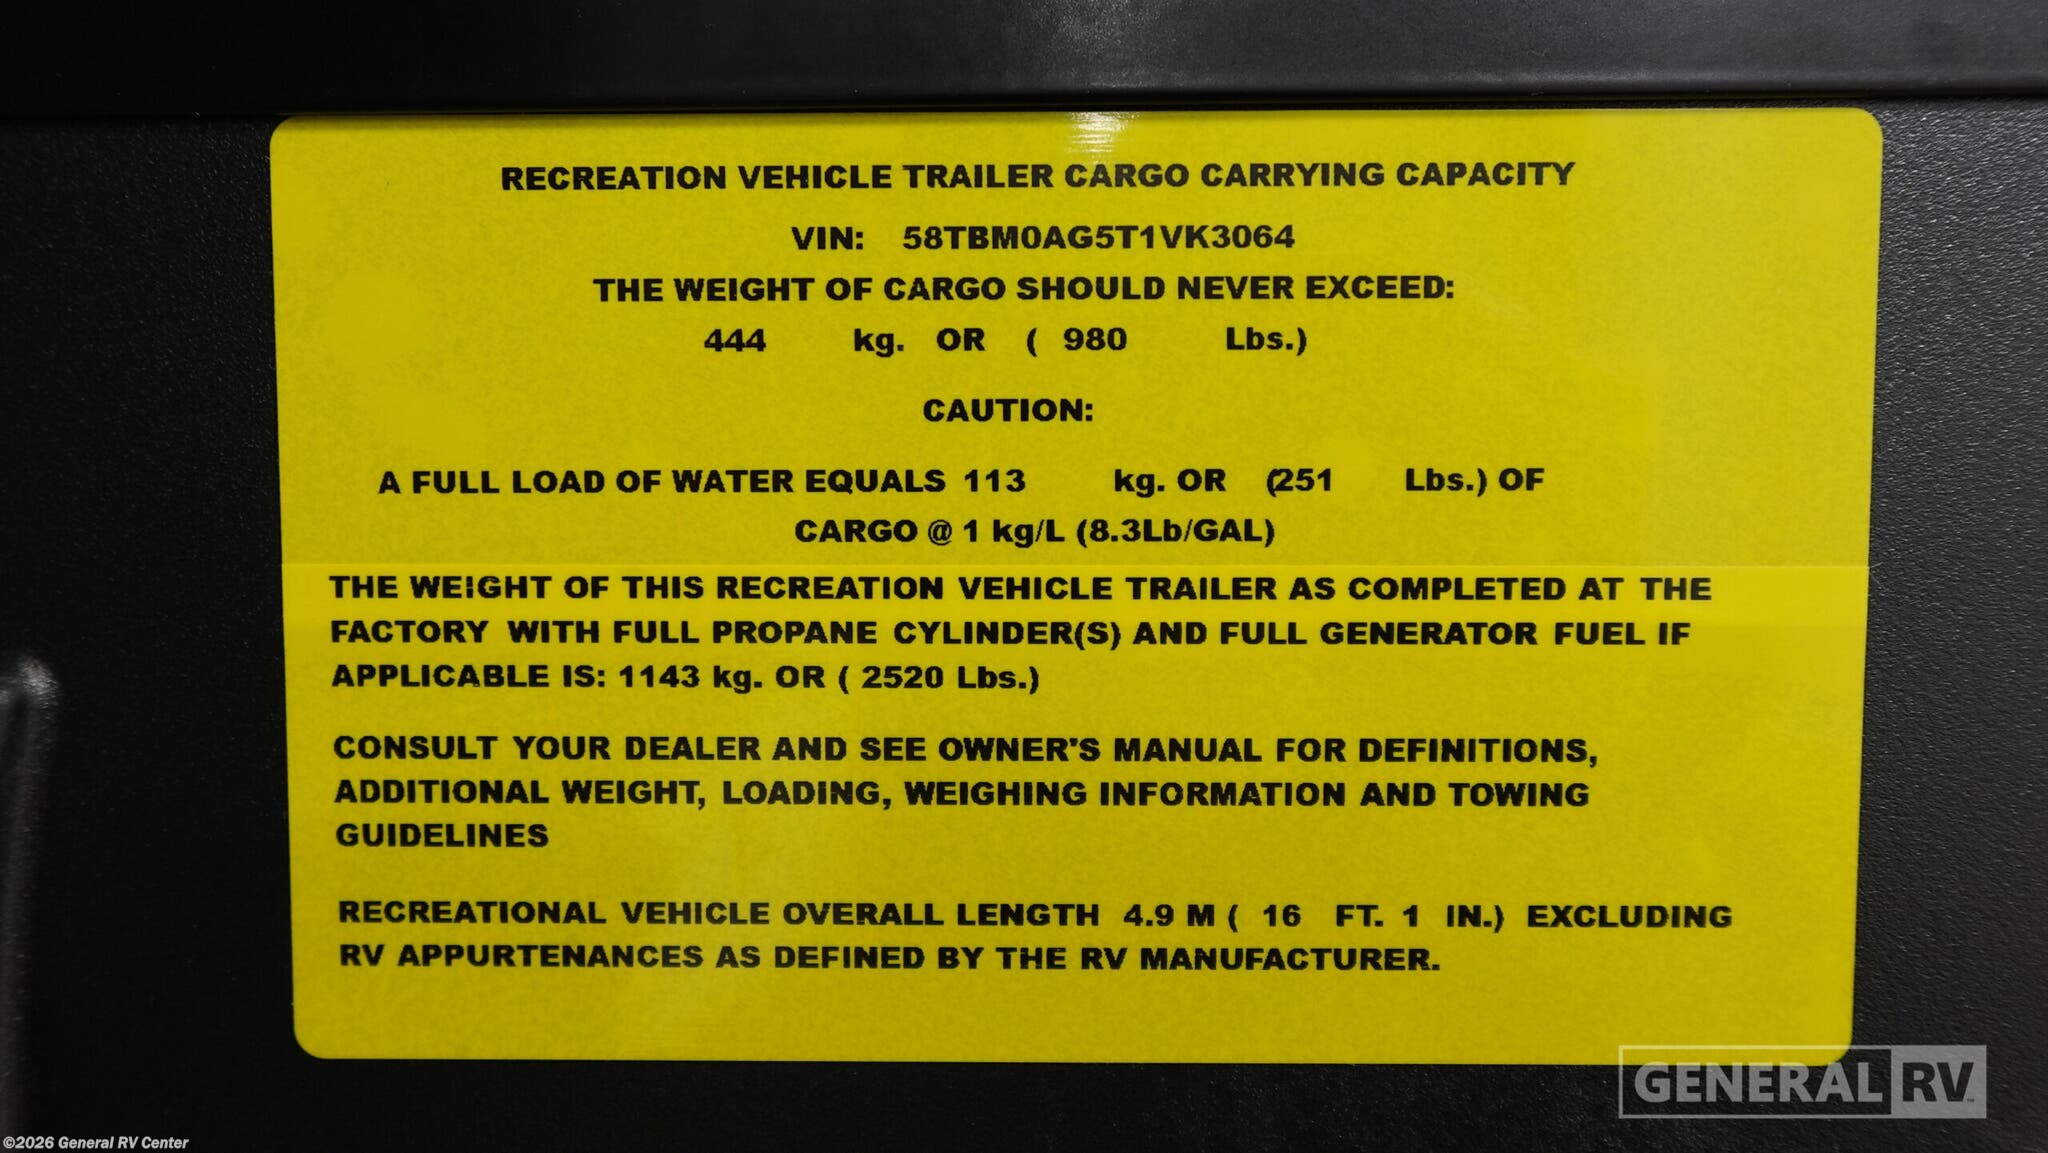 RECREATION VEHICLE TRAILER CARGO CARRYING CAPACITY
VIN: 58TBM0AG5T1VK3064
THE WEIGHT OF CARGO SHOULD NEVER EXCEED:
444 kg. OR ( 980 Lbs.)
CAUTION:
A FULL LOAD OF WATER EQUALS 113 kg. OR (251 Lbs.) OF
CARGO @ 1 kg/L (8.3Lb/GAL)
THE WEIGHT OF THIS RECREATION VEHICLE TRAILER AS COMPLETED AT THE
FACTORY WITH FULL PROPANE CYLINDER(S) AND FULL GENERATOR FUEL IF
APPLICABLE IS: 1143 kg. OR ( 2520 Lbs.)
CONSULT YOUR DEALER AND SEE OWNER'S MANUAL FOR DEFINITIONS,
ADDITIONAL WEIGHT, LOADING, WEIGHING INFORMATION AND TOWING
GUIDELINES
RECREATIONAL VEHICLE OVERALL LENGTH 4.9 M ( 16 FT. 1 IN.) EXCLUDING
RV APPURTENANCES AS DEFINED BY THE RV MANUFACTURER.
GENERAL RV
©2026 General RV Center